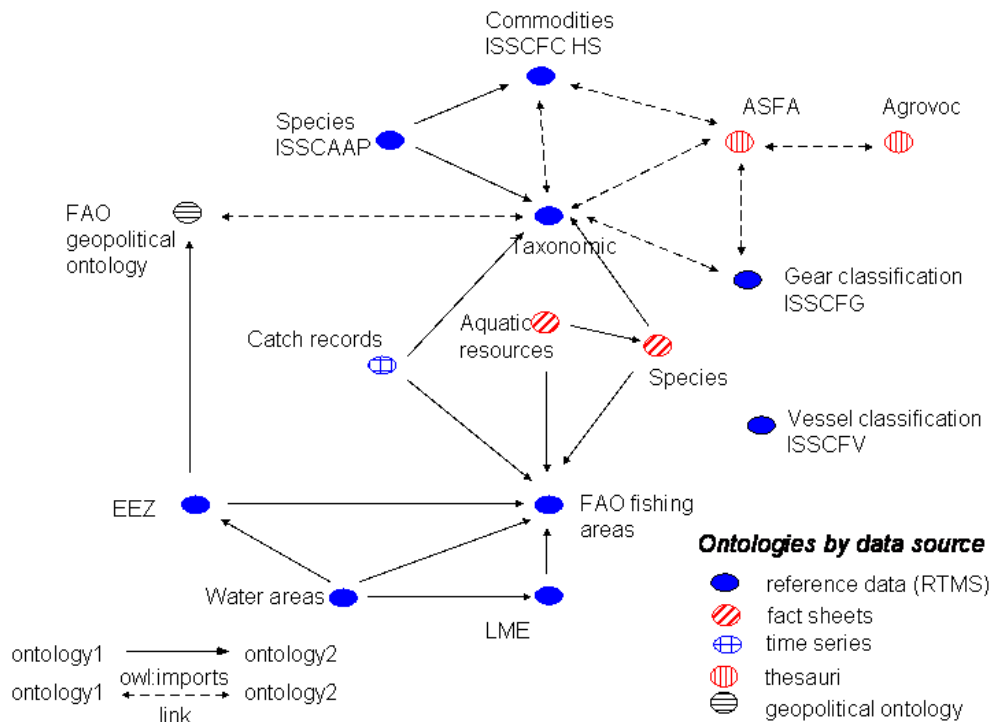 Commodities
ISSCFC HS
ASFA
Agrovoc
Species
ISSCAAP
FAO
geopolitical
ontology
Taxonomic
Gear classification
ISSCFG
Catch records
Aquatic
resources
Species
Vessel classification
ISSCFV
EEZ
FAO fishing
areas
Water areas
LME
Ontologies by data source
reference data (RTMS)
fact sheets
time series
thesauri
geopolitical ontology
ontology1
ontology2
owl:imports
ontology1
ontology2
link